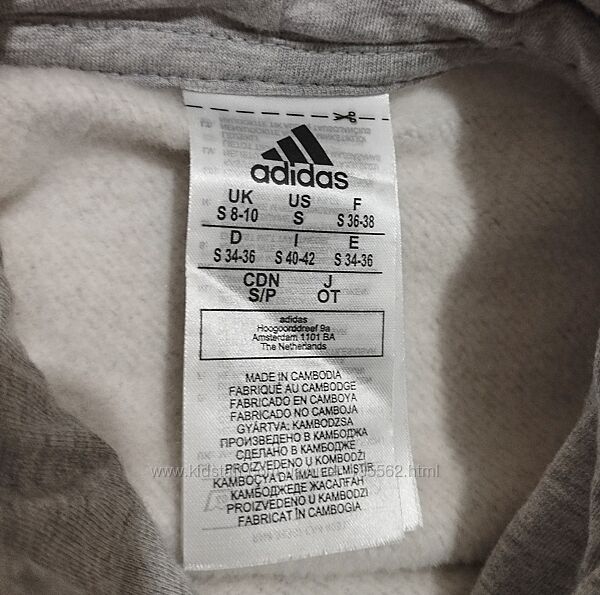 adidas
UK US F
S 8-10 S S 36-38
D I E
S 34-36 S 40-42 S 34-36
CDN J
S/P OT
adidas
Hoogoorddreef 9a
Amsterdam 1101 BA
The Netherlands
MADE IN CAMBODIA
FABRIQUÉ AU CAMBODGE
FABRICADO EN CAMBOYA
FABRICADO NO CAMBOJA
GYÁRTVA: KAMBODZSA
ПРОИЗВЕДЕНО В КАМБОДЖА
СДЕЛАНО В КАМБОДЖЕ
PROIZVEDENO U KOMBODŽI
KAMBOÇYA DA İMAL EDİLMİŞTİR
КАМБОДЖЕДЕ ЖАСАЛҒАН
PROIZVEDENO U KAMBODŽI
FABRICAT ÎN CAMBOGIA